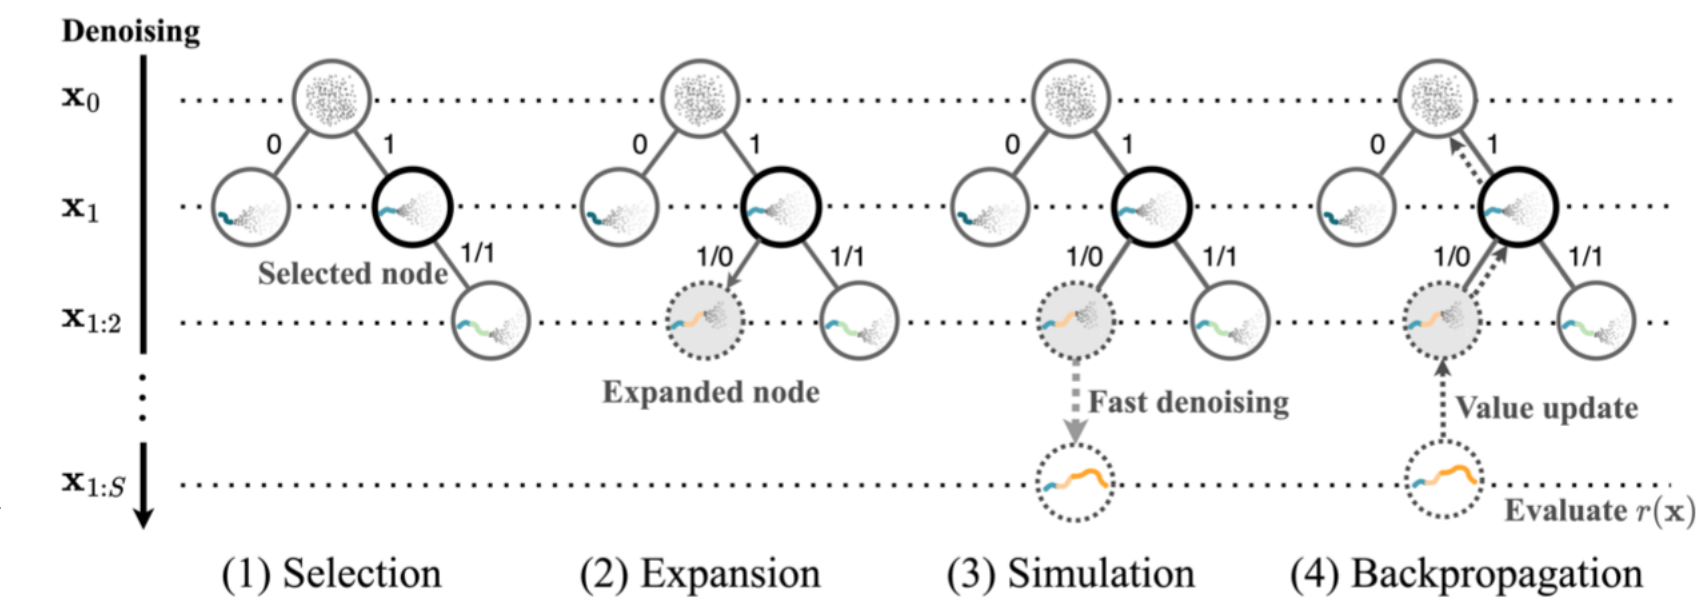 Denoising
x₀
0 1 0 1 0 1 0 1
x₁
1/1 1/0 1/1 1/0 1/1 1/0 1/1
Selected node
x₁:₂
Expanded node
Fast denoising
Value update
x₁:S
Evaluate r(x)
(1) Selection (2) Expansion (3) Simulation (4) Backpropagation